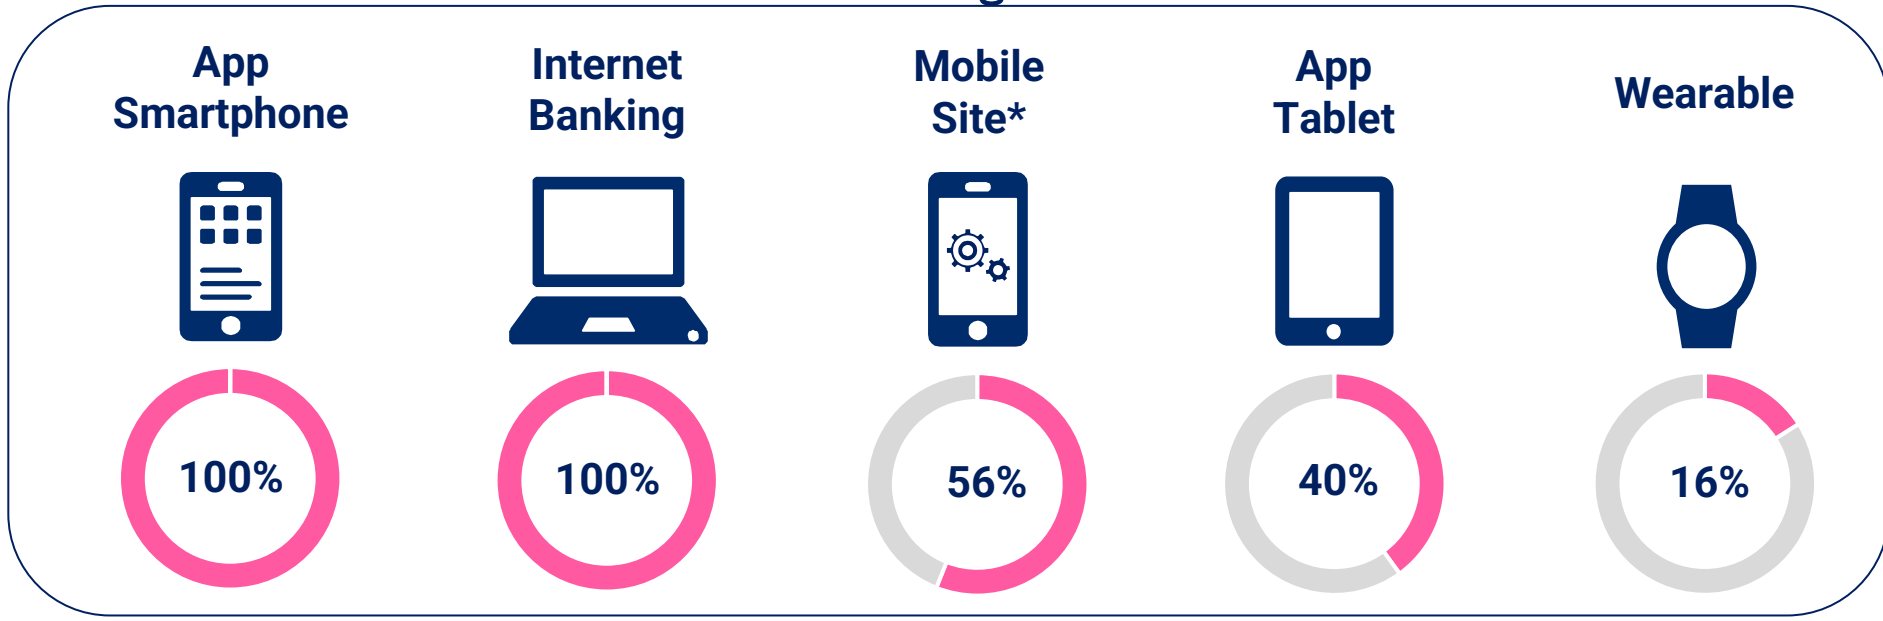 App
Smartphone
Internet
Banking
Mobile
Site*
App
Tablet
Wearable
100%
100%
56%
40%
16%